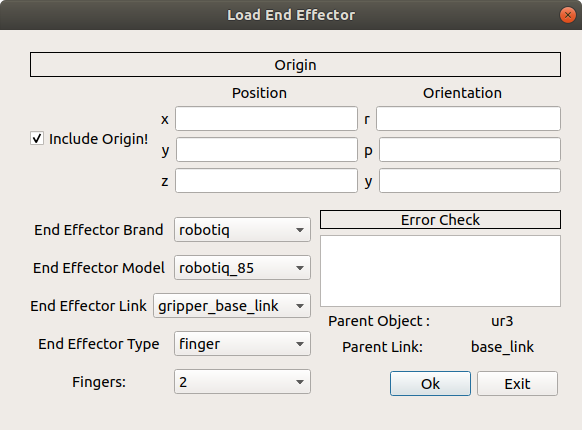 Load End Effector
Origin
Position Orientation
x r
Include Origin!
y p
z y
End Effector Brand robotiq
End Effector Model robotiq_85
End Effector Link gripper_base_link
End Effector Type finger
Fingers: 2
Error Check
Parent Object : ur3
Parent Link: base_link
Ok Exit